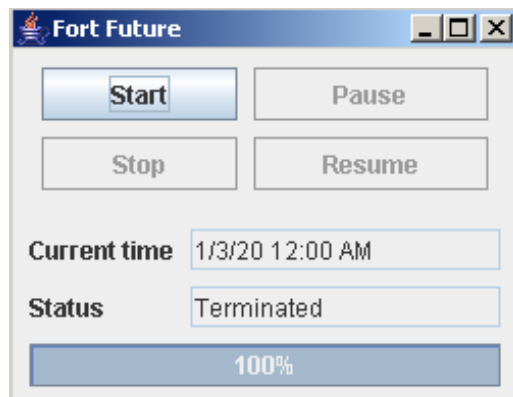 Fort Future
Start Pause
Stop Resume
Current time 1/3/20 12:00 AM
Status Terminated
100%